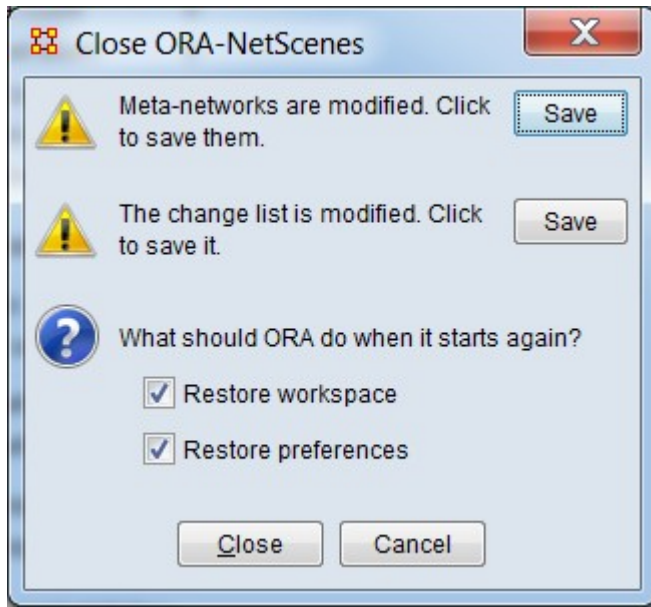 Close ORA-NetScenes
Meta-networks are modified. Click
to save them.
Save
The change list is modified. Click
to save it.
Save
What should ORA do when it starts again?
Restore workspace
Restore preferences
Close
Cancel